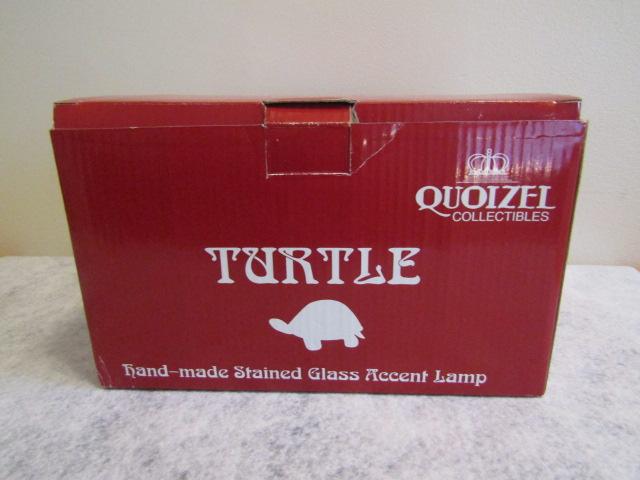 QUOIZEL
COLLECTIBLES
TURTLE
Hand-made Stained Glass Accent Lamp